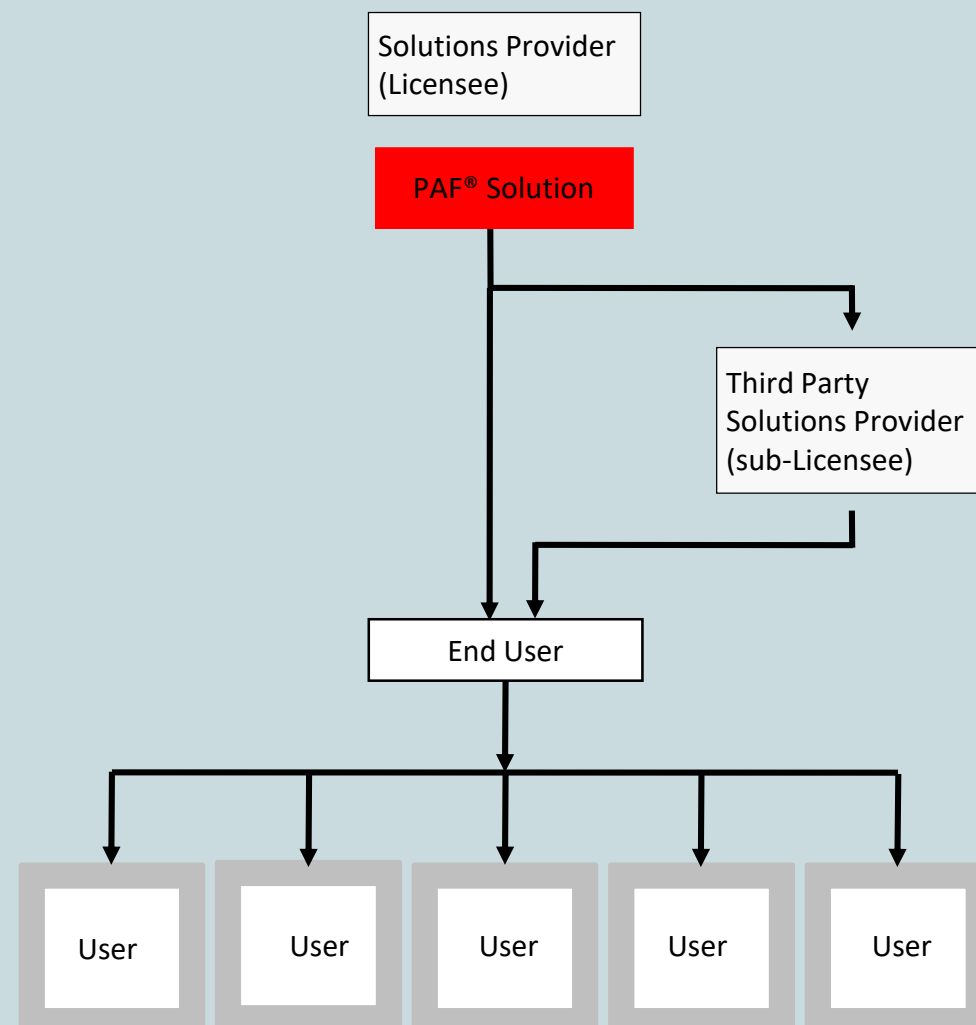 Solutions Provider
(Licensee)
PAF® Solution
Third Party
Solutions Provider
(sub-Licensee)
End User
User
User
User
User
User